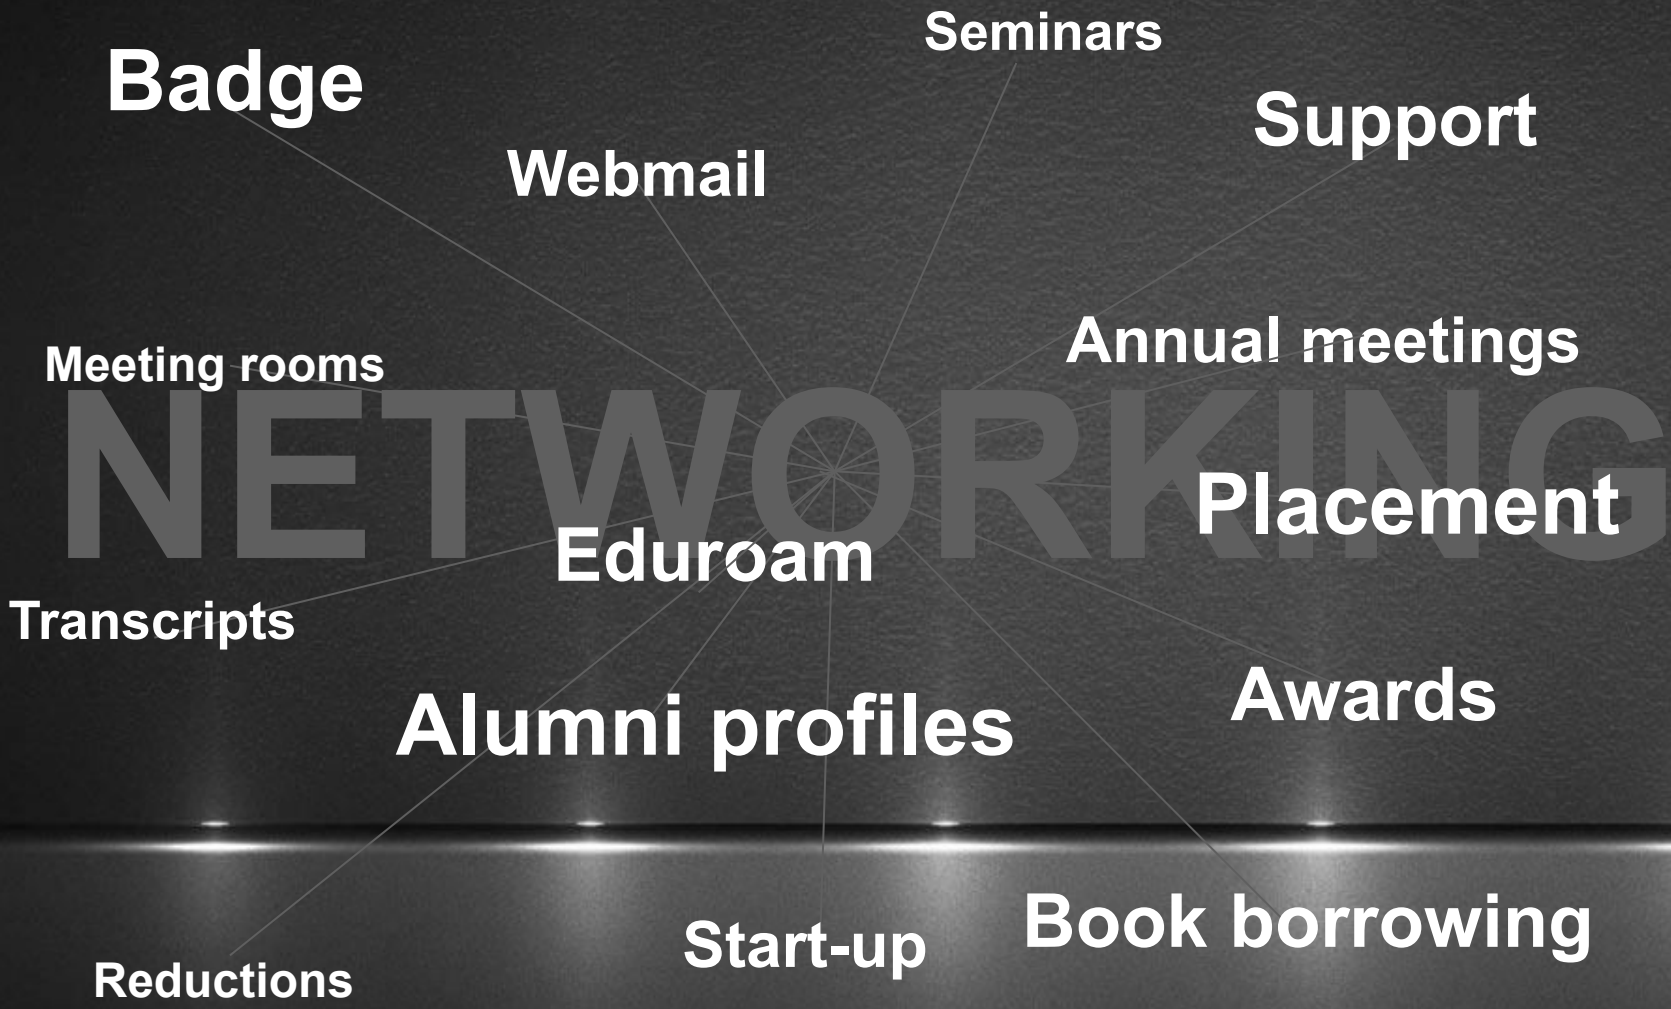 Seminars
Badge
Support
Webmail
Annual meetings
Meeting rooms
NETWORKING
Placement
Eduroam
Transcripts
Awards
Alumni profiles
Book borrowing
Start-up
Reductions